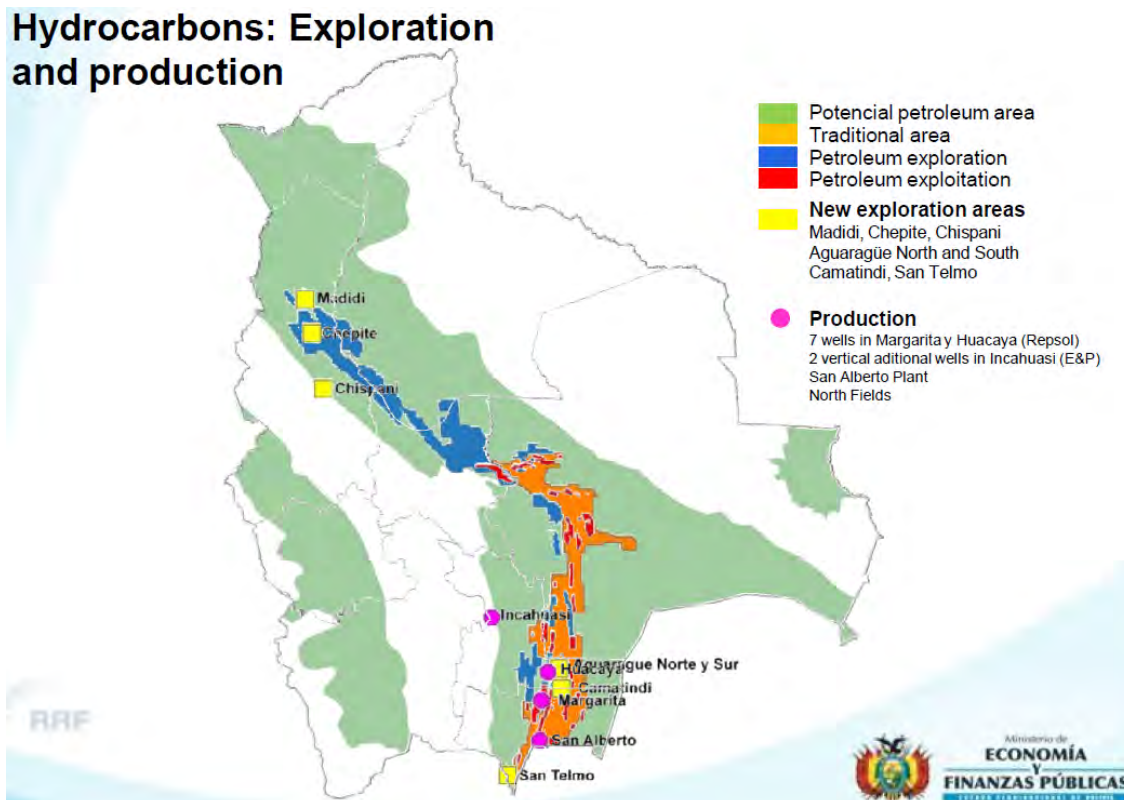 Hydrocarbons: Exploration
and production
Potencial petroleum area
Traditional area
Petroleum exploration
Petroleum exploitation
New exploration areas
Madidi, Chepite, Chispani
Aguaragüe North and South
Camatindi, San Telmo
Production
7 wells in Margarita y Huacaya (Repsol)
2 vertical aditional wells in Incahuasi (E&P)
San Alberto Plant
North Fields
Madidi
Chepite
Chispani
Incahuasi
Aguarague Norte y Sur
Huacaya
Camatindi
Margarita
San Alberto
San Telmo
RRF
Ministerio de
ECONOMÍA
Y
FINANZAS PÚBLICAS